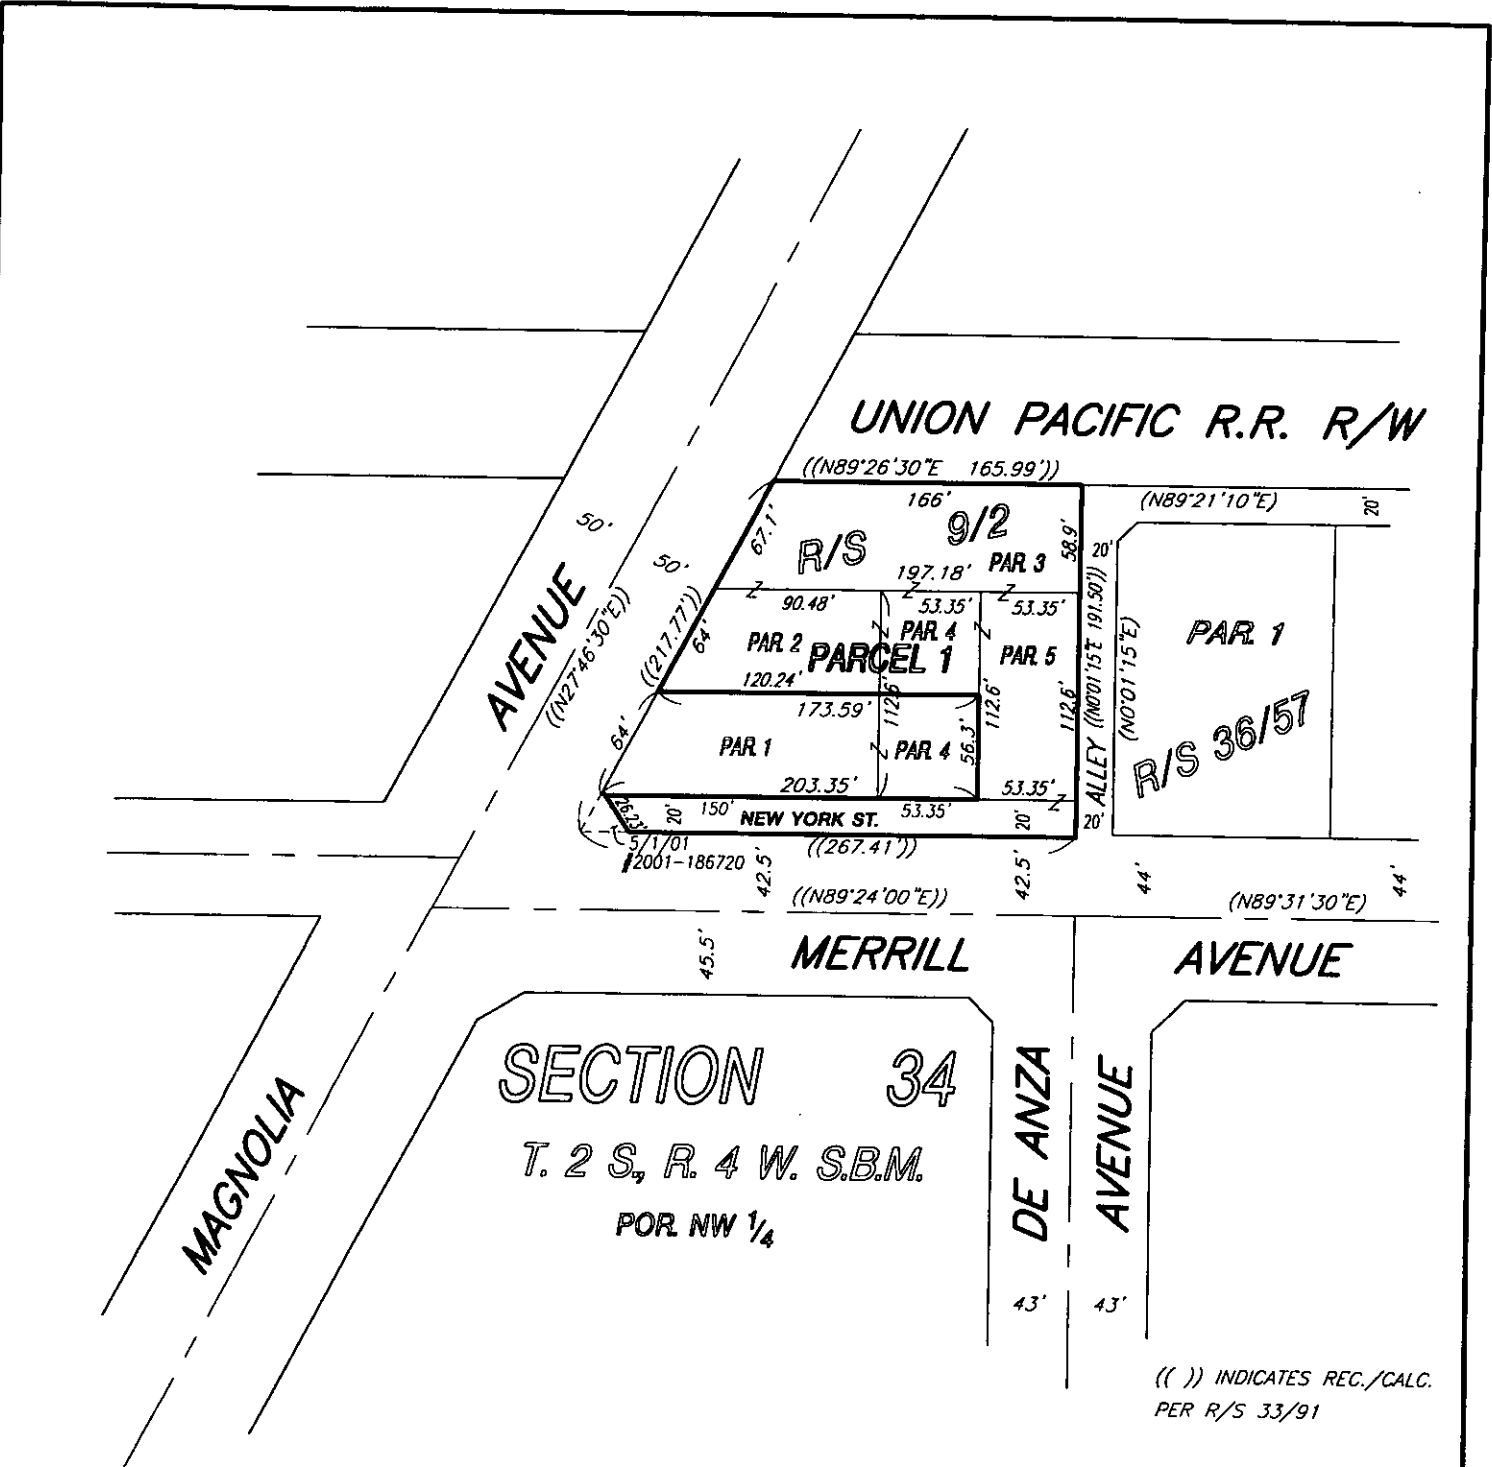 UNION PACIFIC R.R. R/W
((N89°26'30"E 165.99'))
166'
(N89°21'10"E)
20'
50'
67.1'
R/S 9/2
58.9'
20'
50'
197.18'
PAR. 3
AVENUE
((N27°46'30"E))
((217.77'))
64'
90.48'
53.35'
53.35'
PAR. 2
PAR. 4
PARCEL 1
PAR. 5
120.24'
112.6'
112.6'
112.6'
ALLEY ((N0°01'15"E 191.50'))
(N0°01'15"E)
PAR. 1
R/S 36/57
64'
173.59'
PAR. 1
PAR. 4
56.3'
203.35'
53.35'
26.23'
20'
150'
NEW YORK ST.
53.35'
20'
20'
5/1/01
#2001-186720
42.5'
((267.41'))
42.5'
44'
44'
((N89°24'00"E))
(N89°31'30"E)
45.5'
MERRILL AVENUE
SECTION 34
T. 2 S., R. 4 W. S.B.M.
POR. NW 1/4
MAGNOLIA
DE ANZA
AVENUE
43'
43'
(( )) INDICATES REC./CALC.
PER R/S 33/91